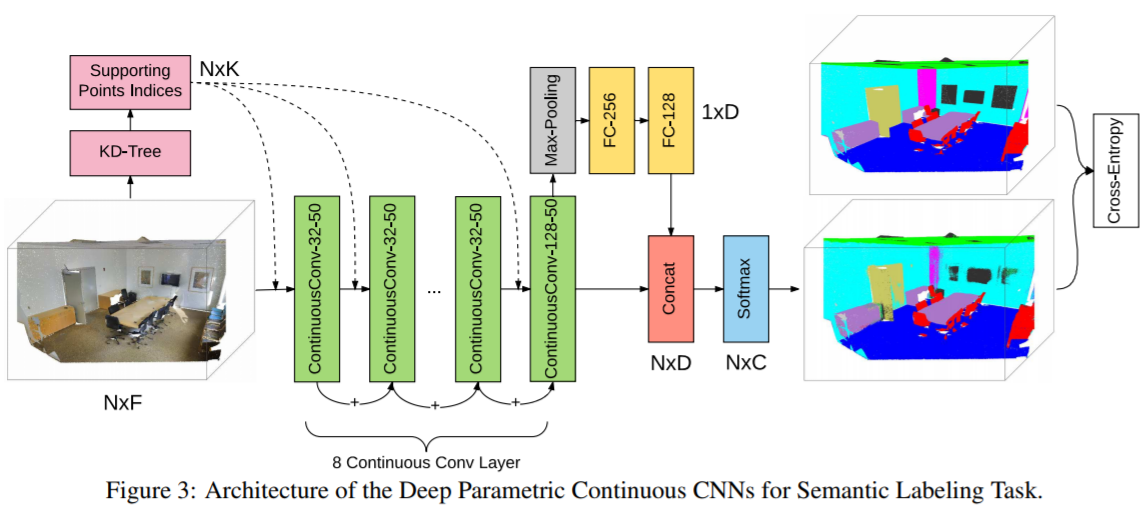 Supporting
Points Indices
NxK
KD-Tree
NxF
ContinuousConv-32-50
ContinuousConv-32-50
...
ContinuousConv-32-50
ContinuousConv-128-50
+
+
+
8 Continuous Conv Layer
Max-Pooling
FC-256
FC-128
1xD
Concat
NxD
Softmax
NxC
Cross-Entropy
Figure 3: Architecture of the Deep Parametric Continuous CNNs for Semantic Labeling Task.